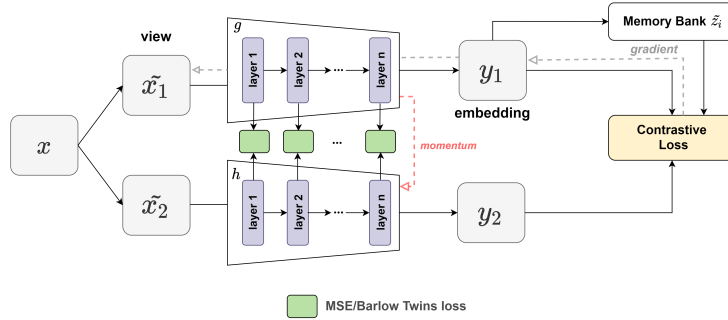 view
g
Memory Bank z̃ᵢ
gradient
x̃₁
layer 1
layer 2
...
layer n
y₁
embedding
x
...
momentum
Contrastive
Loss
h
x̃₂
layer 1
layer 2
...
layer n
y₂
MSE/Barlow Twins loss